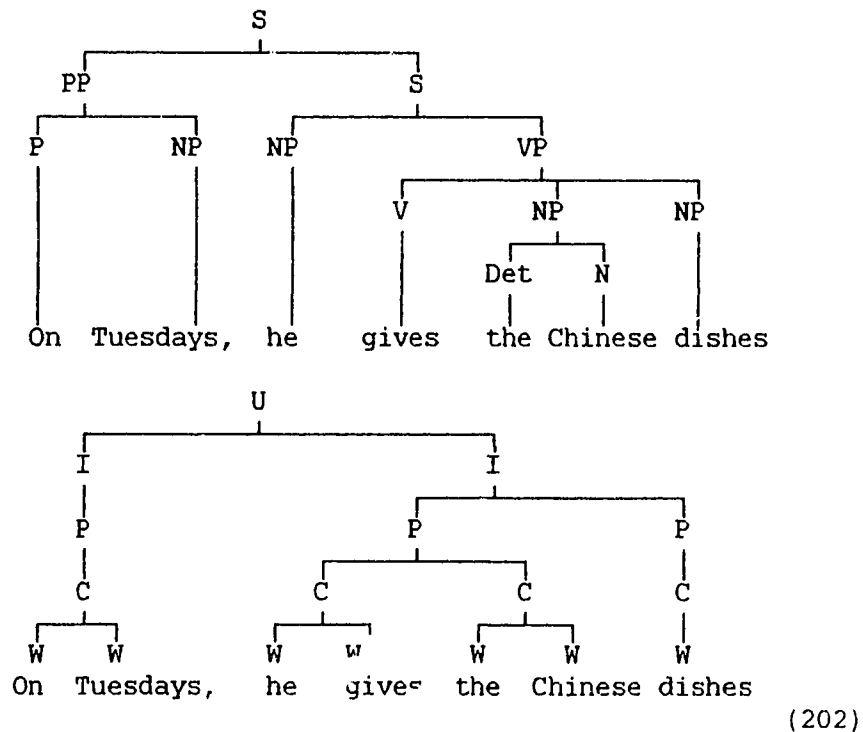 S
PP S
P NP NP VP
V NP NP
Det N
On Tuesdays, he gives the Chinese dishes
U
I I
P P P
C C C C
W W W w W W W
On Tuesdays, he gives the Chinese dishes
(202)